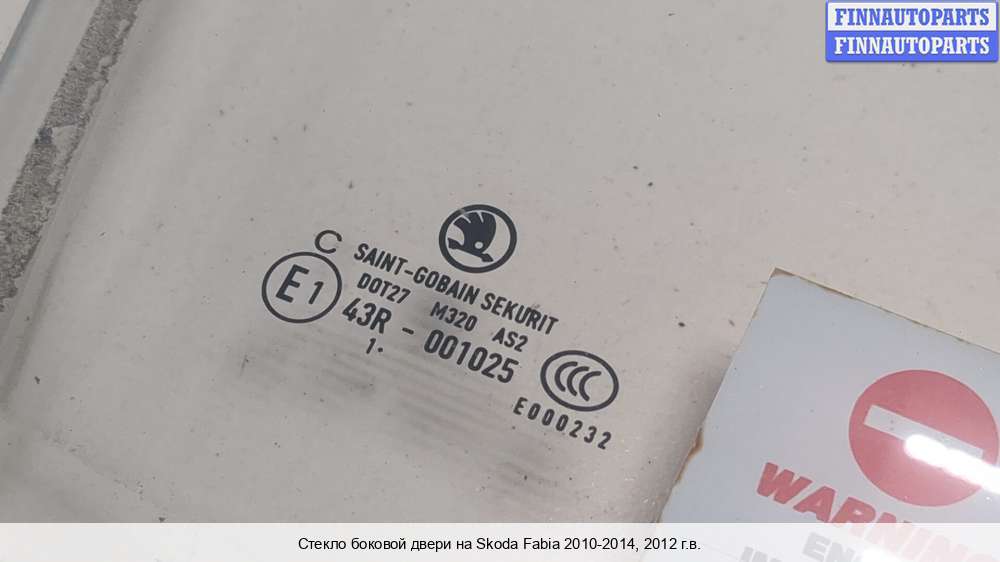 FINNAUTOPARTS
FINNAUTOPARTS
C
SAINT-GOBAIN SEKURIT
E1
DOT27 M320 AS2
43R - 001025
1.
CCC
E000232
WARNING
Стекло боковой двери на Skoda Fabia 2010-2014, 2012 г.в.